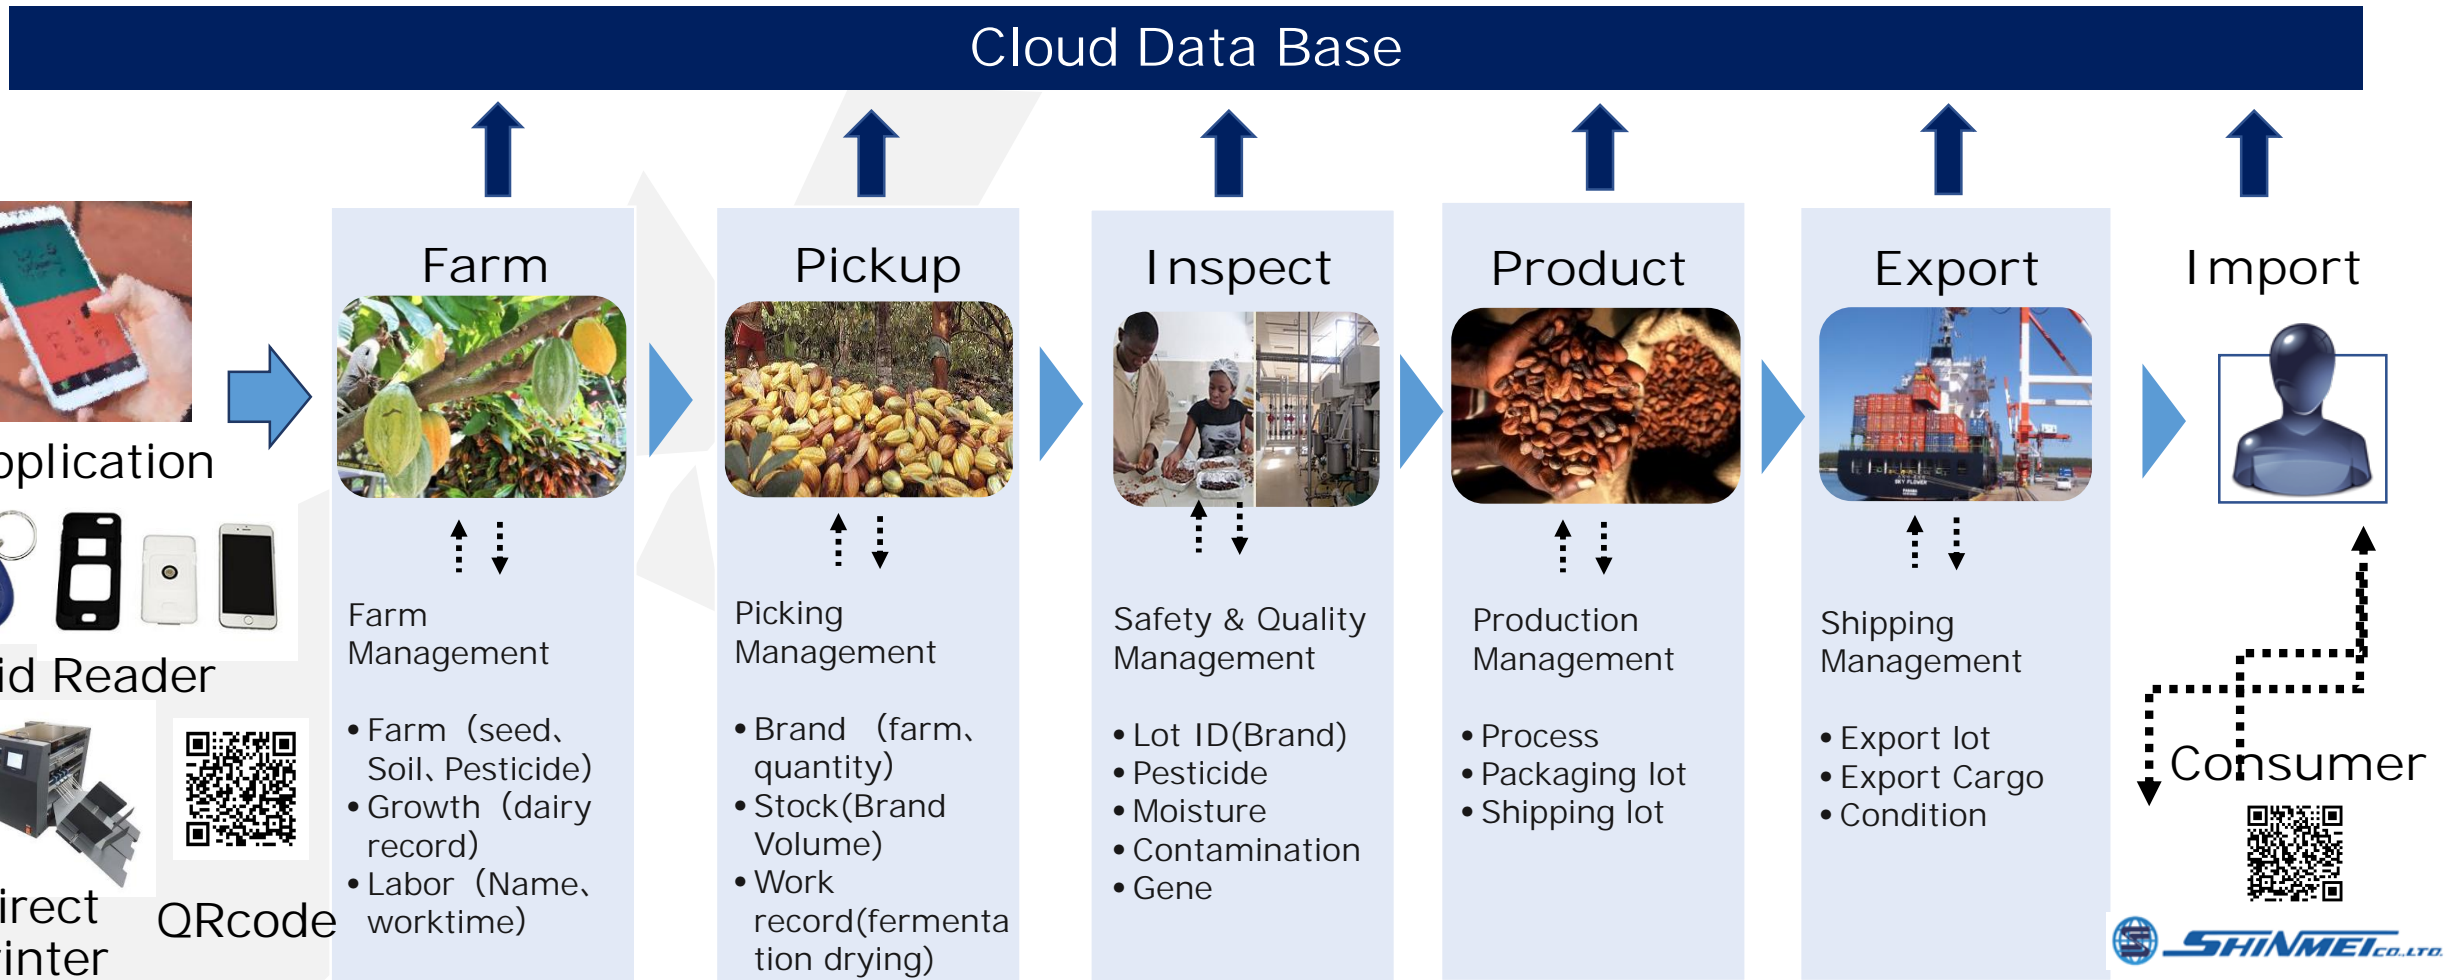 Cloud Data Base
pplication
id Reader
irect
inter
QRcode
Farm
Farm
Management
•Farm（seed、
Soil、Pesticide）
•Growth（dairy
record）
•Labor（Name、
worktime）
Pickup
Picking
Management
•Brand （farm、
quantity）
•Stock(Brand
Volume)
•Work
record(fermenta
tion drying)
Inspect
Safety & Quality
Management
•Lot ID(Brand)
•Pesticide
•Moisture
•Contamination
•Gene
Product
Production
Management
•Process
•Packaging lot
•Shipping lot
Export
SKY FLOWER
Shipping
Management
•Export lot
•Export Cargo
•Condition
Import
Consumer
SHINMEI CO.,LTD.